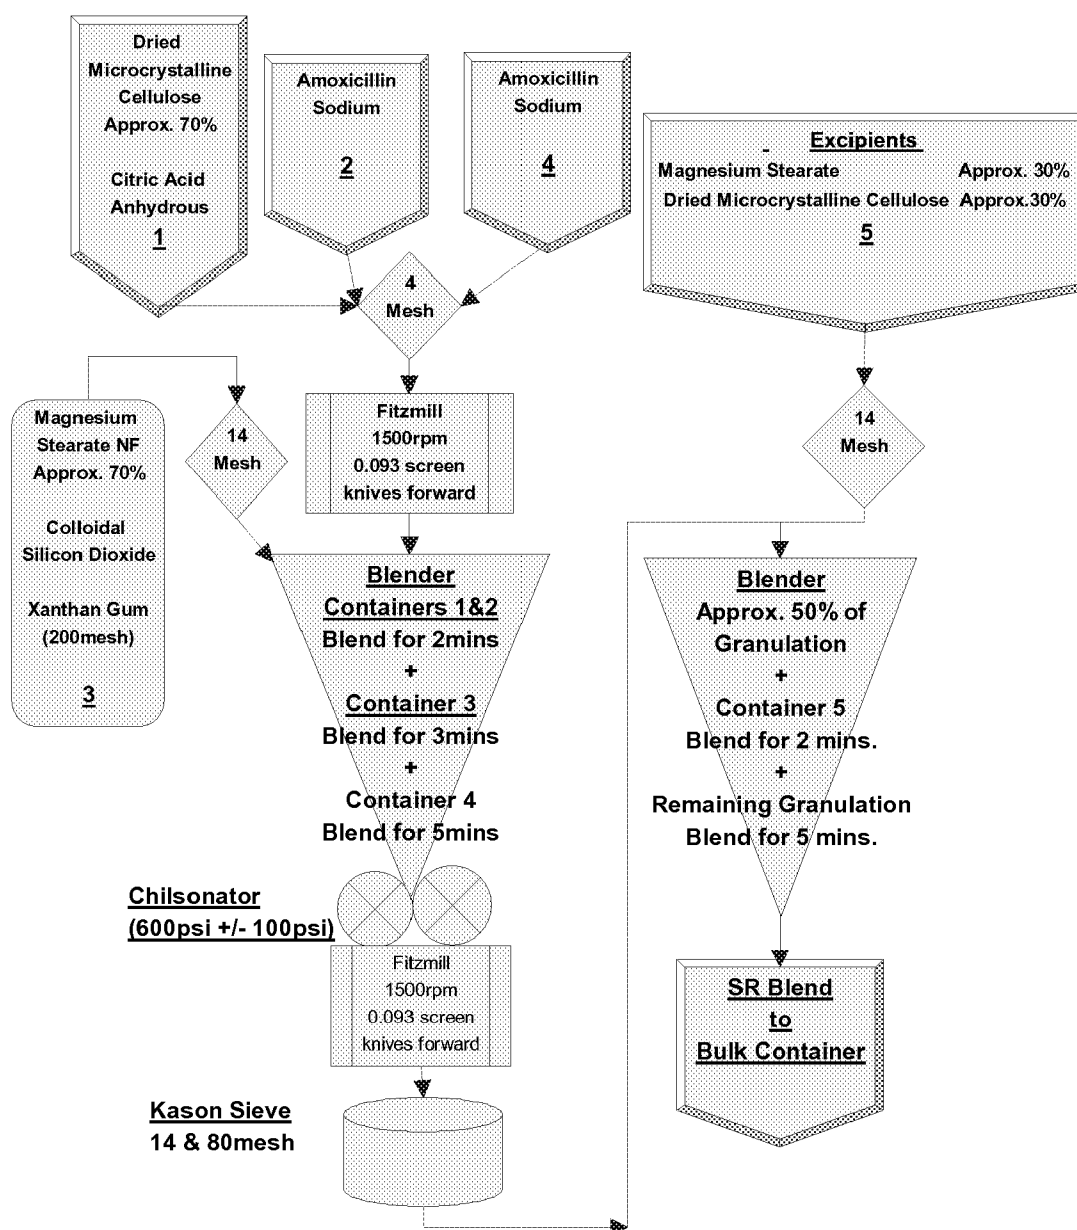 Dried
Microcrystalline
Cellulose
Approx. 70%
Citric Acid
Anhydrous
1
Amoxicillin
Sodium
2
Amoxicillin
Sodium
4
Excipients
Magnesium Stearate Approx. 30%
Dried Microcrystalline Cellulose Approx.30%
5
4
Mesh
Magnesium
Stearate NF
Approx. 70%
Colloidal
Silicon Dioxide
Xanthan Gum
(200mesh)
3
14
Mesh
Fitzmill
1500rpm
0.093 screen
knives forward
14
Mesh
Blender
Containers 1&2
Blend for 2mins
+
Container 3
Blend for 3mins
+
Container 4
Blend for 5mins
Blender
Approx. 50% of
Granulation
+
Container 5
Blend for 2 mins.
+
Remaining Granulation
Blend for 5 mins.
Chilsonator
(600psi +/- 100psi)
Fitzmill
1500rpm
0.093 screen
knives forward
SR Blend
to
Bulk Container
Kason Sieve
14 & 80mesh